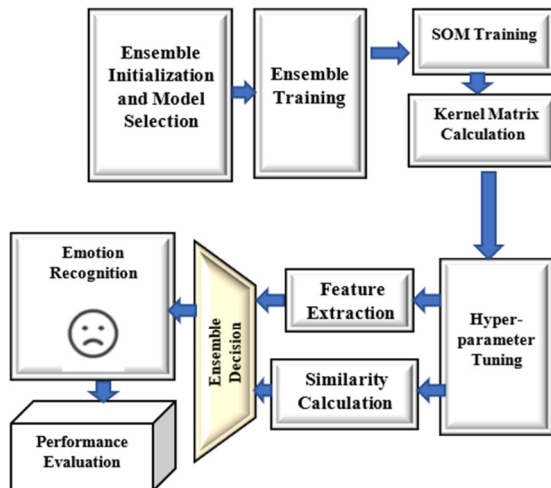 Ensemble
Initialization
and Model
Selection
Ensemble
Training
SOM Training
Kernel Matrix
Calculation
Hyper-
parameter
Tuning
Feature
Extraction
Similarity
Calculation
Ensemble
Decision
Emotion
Recognition
Performance
Evaluation